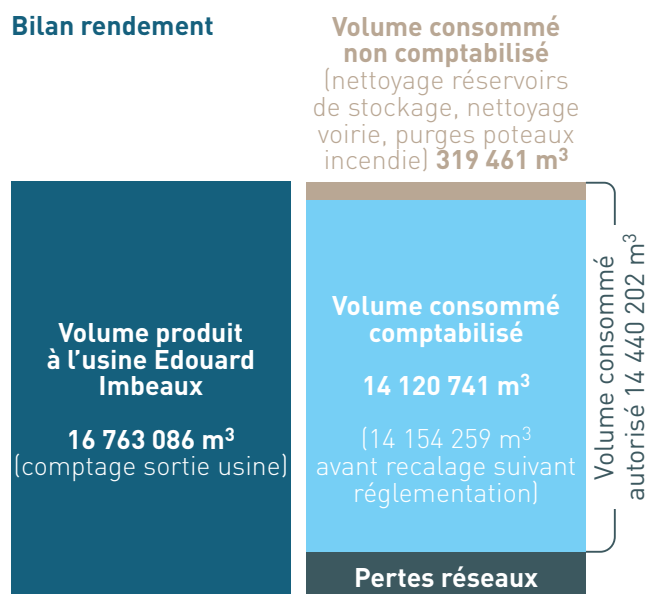 Bilan rendement
Volume consommé
non comptabilisé
(nettoyage réservoirs
de stockage, nettoyage
voirie, purges poteaux
incendie) 319 461 m³
Volume produit
à l'usine Edouard
Imbeaux
16 763 086 m³
(comptage sortie usine)
Volume consommé
comptabilisé
14 120 741 m³
(14 154 259 m³
avant recalage suivant
réglementation)
Pertes réseaux
Volume consommé
autorisé 14 440 202 m³